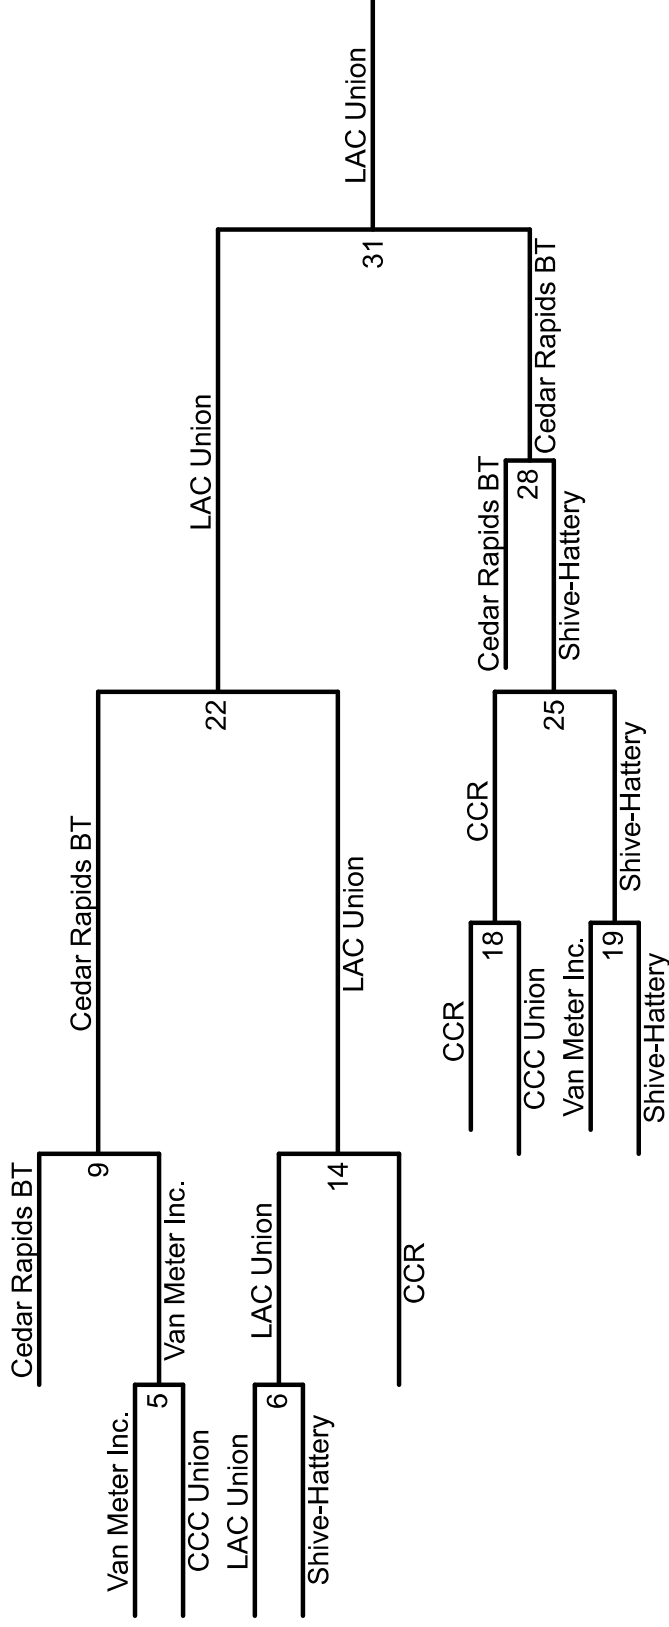 Cedar Rapids BT
9
Cedar Rapids BT
Van Meter Inc.
5
Van Meter Inc.
CCC Union
22
LAC Union
LAC Union
6
LAC Union
Shive-Hattery
14
LAC Union
CCR
31
LAC Union
CCR
18
CCR
CCC Union
25
Van Meter Inc.
19
Shive-Hattery
Shive-Hattery
Cedar Rapids BT
28
Shive-Hattery
Cedar Rapids BT